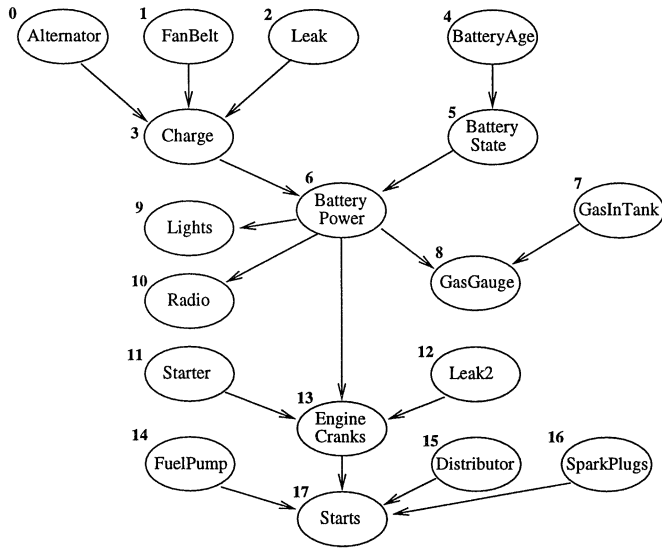 0 Alternator
1 FanBelt
2 Leak
4 BatteryAge
3 Charge
5 Battery
State
6 Battery
Power
7 GasInTank
9 Lights
8 GasGauge
10 Radio
11 Starter
12 Leak2
13 Engine
Cranks
14 FuelPump
15 Distributor
16 SparkPlugs
17 Starts